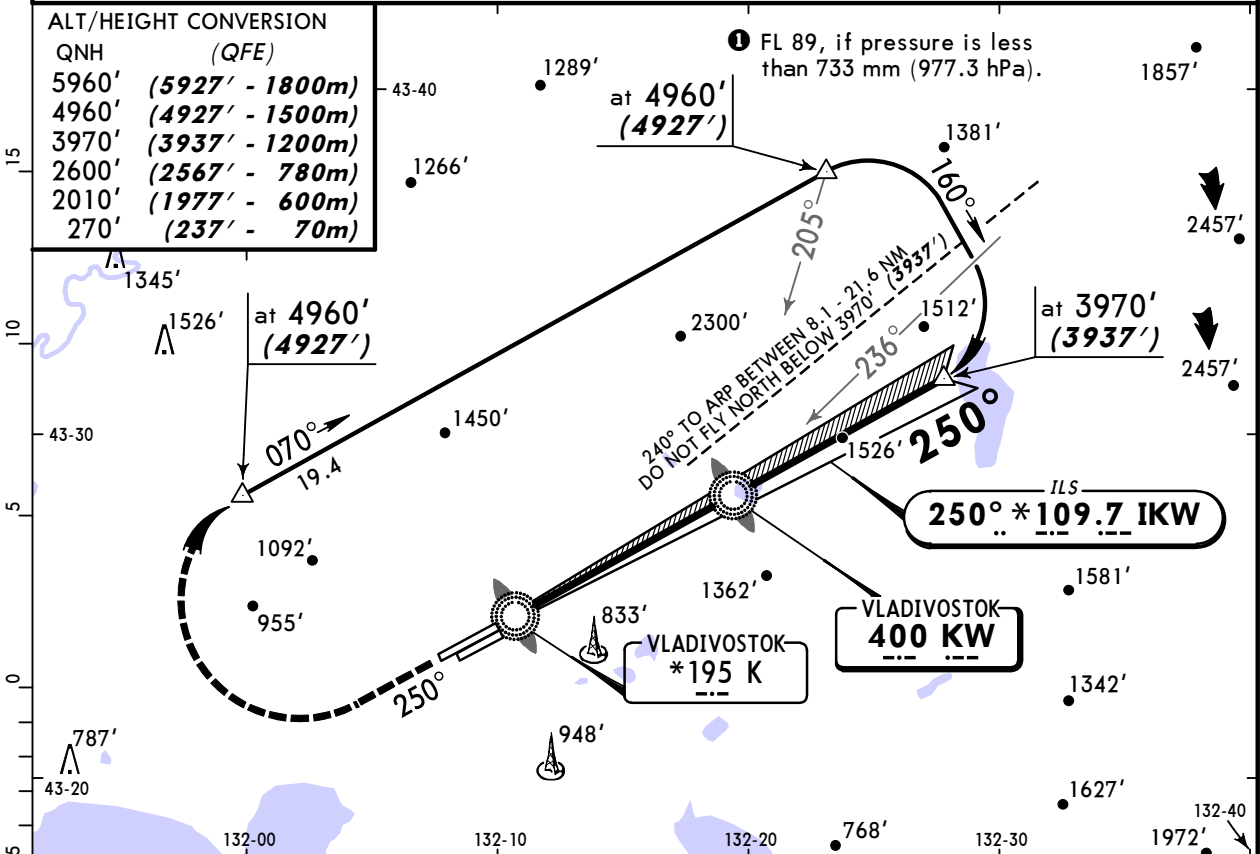 ALT/HEIGHT CONVERSION
QNH (QFE)
5960' (5927' - 1800m)
4960' (4927' - 1500m)
3970' (3937' - 1200m)
2600' (2567' - 780m)
2010' (1977' - 600m)
270' (237' - 70m)
1 FL 89, if pressure is less
than 733 mm (977.3 hPa).
1857'
1289'
43-40
at 4960'
(4927')
1381'
15
1266'
160°
205°
2457'
1345'
240° TO ARP BETWEEN 8.1 - 21.6 NM
DO NOT FLY NORTH BELOW 3970' (3937')
1526'
at 4960'
(4927')
2300'
1512'
at 3970'
(3937')
10
236°
2457'
1450'
43-30
070°
19.4
1526'
250°
ILS
250° *109.7 IKW
5
1092'
1362'
1581'
955'
833'
VLADIVOSTOK
400 KW
VLADIVOSTOK
*195 K
0
250°
1342'
787'
948'
43-20
1627'
132-40
132-00
132-10
132-20
132-30
768'
1972'
5